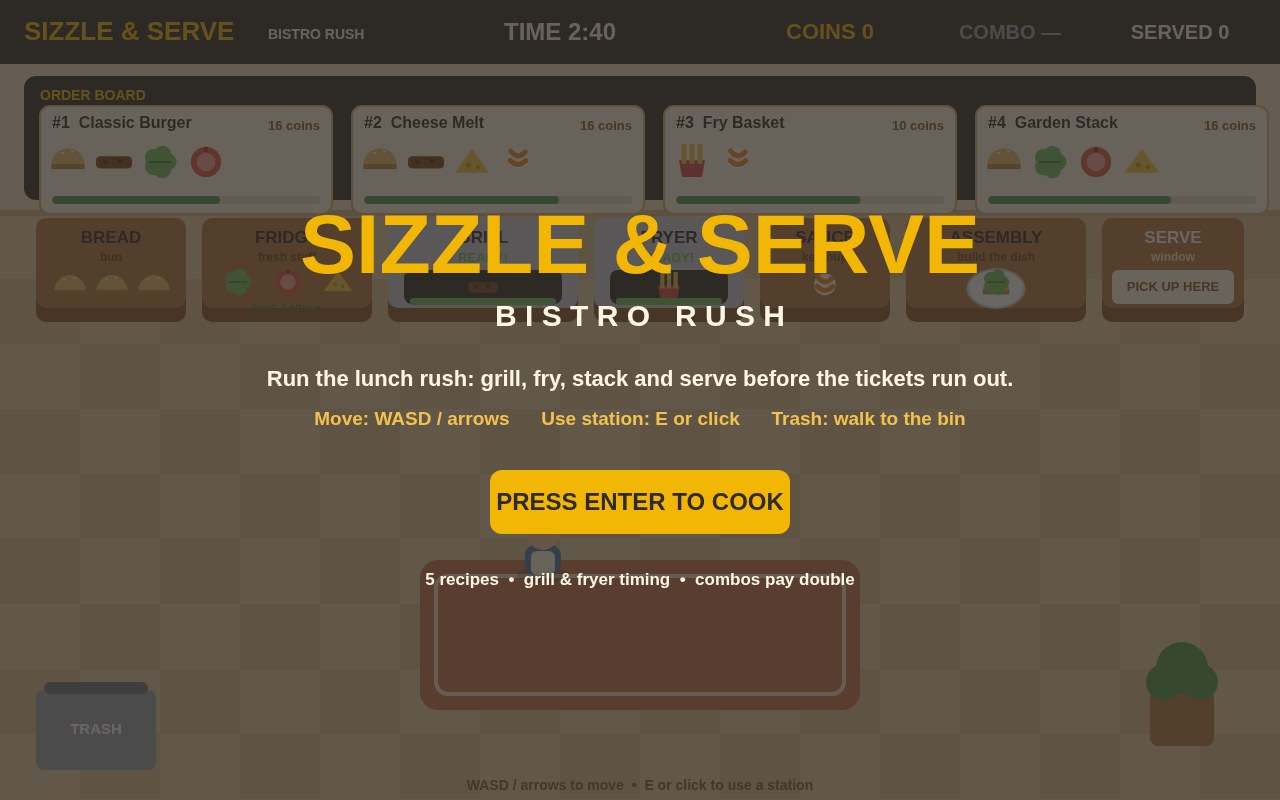 SIZZLE & SERVE BISTRO RUSH TIME 2:40 COINS 0 COMBO — SERVED 0
ORDER BOARD
#1 Classic Burger 16 coins
#2 Cheese Melt 16 coins
#3 Fry Basket 10 coins
#4 Garden Stack 16 coins
SIZZLE & SERVE
BREAD
bun
ASSEMBLY
build the dish
SERVE
window
PICK UP HERE
BISTRO RUSH
Run the lunch rush: grill, fry, stack and serve before the tickets run out.
Move: WASD / arrows Use station: E or click Trash: walk to the bin
PRESS ENTER TO COOK
5 recipes • grill & fryer timing • combos pay double
TRASH
WASD / arrows to move • E or click to use a station